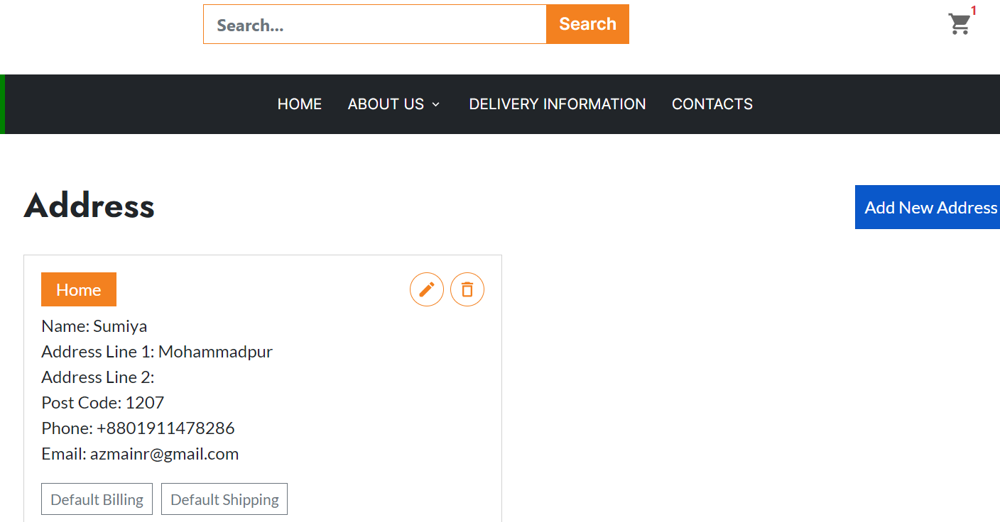 Search...
Search
1
HOME
ABOUT US
DELIVERY INFORMATION
CONTACTS
Address
Add New Address
Home
Name: Sumiya
Address Line 1: Mohammadpur
Address Line 2:
Post Code: 1207
Phone: +8801911478286
Email: azmainr@gmail.com
Default Billing
Default Shipping